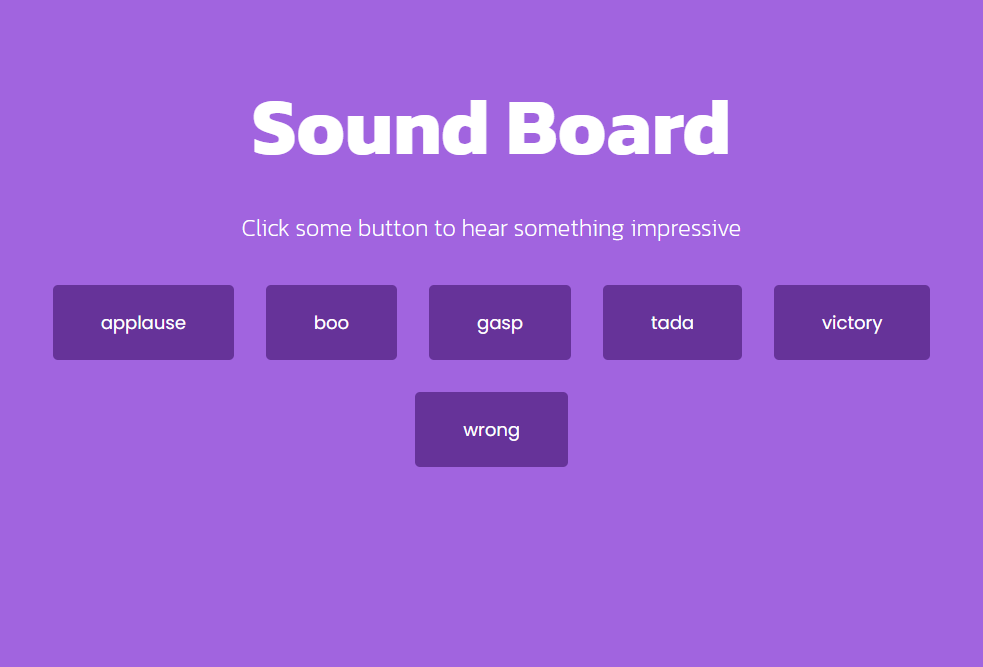 Sound Board
Click some button to hear something impressive
applause boo gasp tada victory
wrong